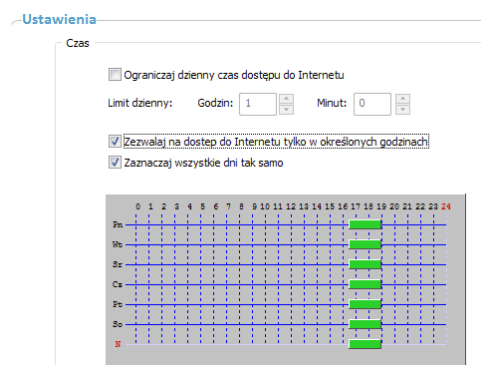 Ustawienia
Czas
Ograniczaj dzienny czas dostępu do Internetu
Limit dzienny: Godzin: 1 Minut: 0
Zezwalaj na dostep do Internetu tylko w określonych godzinach
Zaznaczaj wszystkie dni tak samo
0 1 2 3 4 5 6 7 8 9 10 11 12 13 14 15 16 17 18 19 20 21 22 23 24
Pn
Wt
Sr
Cz
Pt
So
N